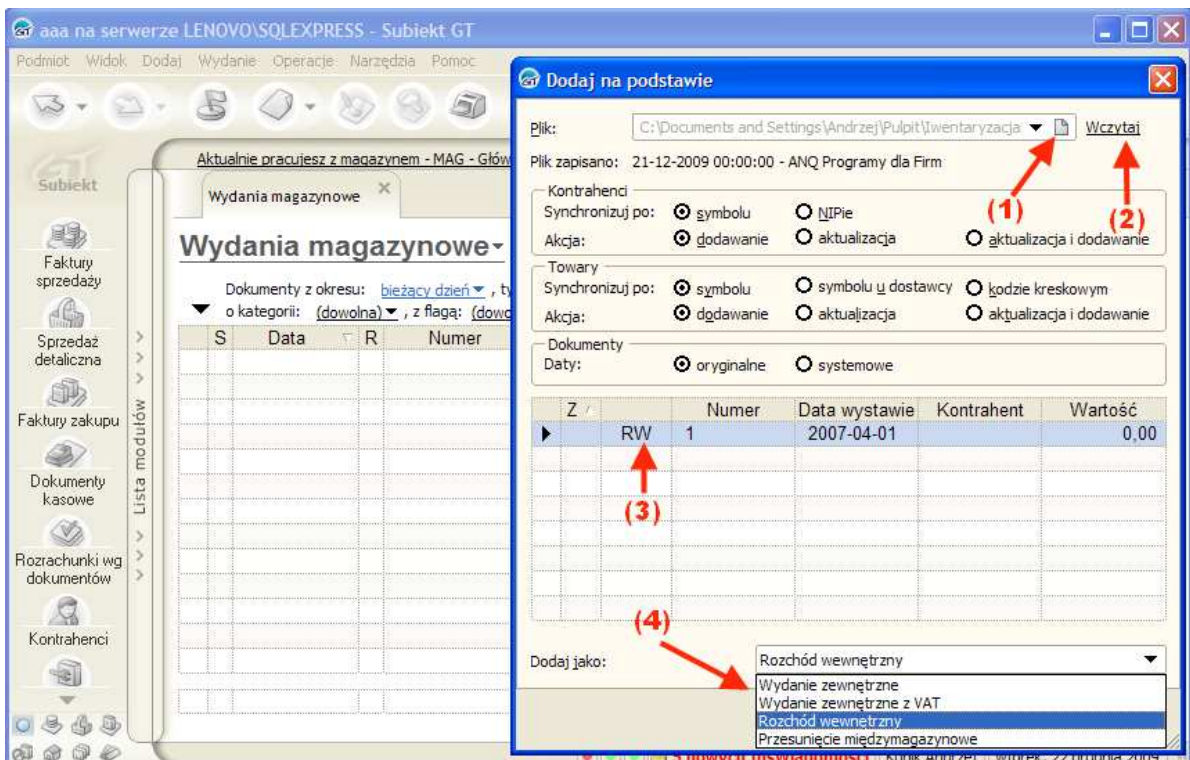 aaa na serwerze LENOVO\SQLEXPRESS - Subiekt GT
Podmiot Widok Dodaj Wydanie Operacje Narzędzia Pomoc
Subiekt
Faktury
sprzedaży
Sprzedaż
detaliczna
Faktury zakupu
Dokumenty
kasowe
Rozrachunki wg
dokumentów
Kontrahenci
Lista modułów
Aktualnie pracujesz z magazynem - MAG - Głów
Wydania magazynowe
Wydania magazynowe
Dokumenty z okresu: bieżący dzień , ty
o kategorii: (dowolna) , z flagą: (dowo
S Data R Numer
Dodaj na podstawie
Plik: C:\Documents and Settings\Andrzej\Pulpit\Iwentaryzacja Wczytaj
Plik zapisano: 21-12-2009 00:00:00 - ANQ Programy dla Firm
(1)
(2)
Kontrahenci
Synchronizuj po: symbolu NIPie
Akcja: dodawanie aktualizacja aktualizacja i dodawanie
Towary
Synchronizuj po: symbolu symbolu u dostawcy kodzie kreskowym
Akcja: dodawanie aktualizacja aktualizacja i dodawanie
Dokumenty
Daty: oryginalne systemowe
Z Numer Data wystawie Kontrahent Wartość
RW 1 2007-04-01 0,00
(3)
(4)
Dodaj jako: Rozchód wewnętrzny
Wydanie zewnętrzne
Wydanie zewnętrzne z VAT
Rozchód wewnętrzny
Przesunięcie międzymagazynowe